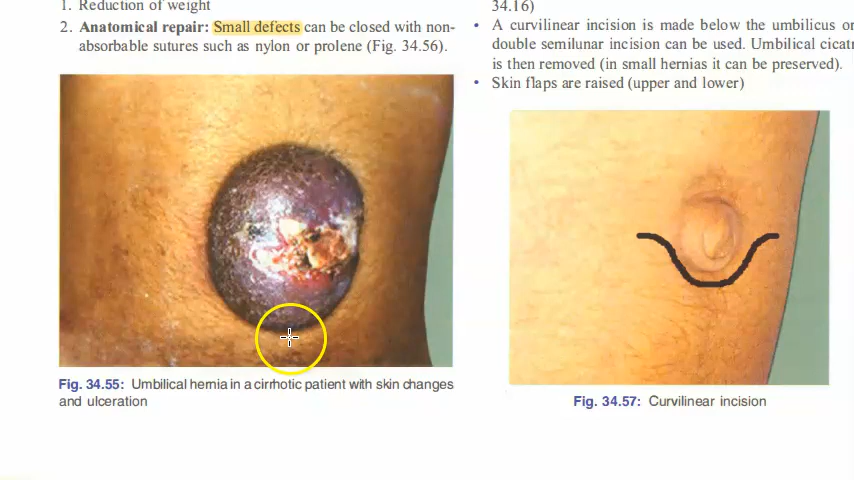 1. Reduction of weight
2. Anatomical repair: Small defects can be closed with non-
absorbable sutures such as nylon or prolene (Fig. 34.56).
Fig. 34.55: Umbilical hernia in a cirrhotic patient with skin changes
and ulceration
34.16)
• A curvilinear incision is made below the umbilicus or
double semilunar incision can be used. Umbilical cicatr
is then removed (in small hernias it can be preserved).
• Skin flaps are raised (upper and lower)
Fig. 34.57: Curvilinear incision